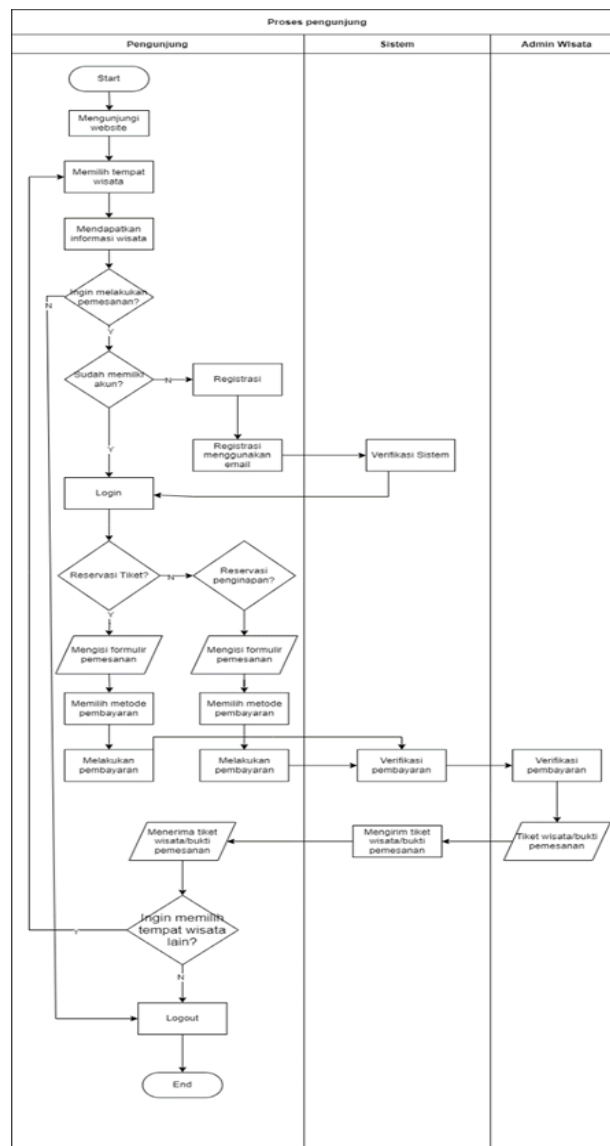 Proses pengunjung
Pengunjung
Sistem
Admin Wisata
Start
Mengunjungi
website
Memilih tempat
wisata
Mendapatkan
informasi wisata
Ingin melakukan
pemesanan?
N
Y
Sudah memilki
akun?
N
Registrasi
Registrasi
menggunakan
email
Verifikasi Sistem
Y
Login
Reservasi Tiket?
N
Reservasi
penginapan?
Y
Mengisi formulir
pemesanan
Mengisi formulir
pemesanan
Memilih metode
pembayaran
Memilih metode
pembayaran
Melakukan
pembayaran
Melakukan
pembayaran
Verifikasi
pembayaran
Verifikasi
pembayaran
Menerima tiket
wisata/bukti
pemesanan
Mengirim tiket
wisata/bukti
pemesanan
Tiket wisata/bukti
pemesanan
Ingin memilih
tempat wisata
lain?
Y
N
Logout
End